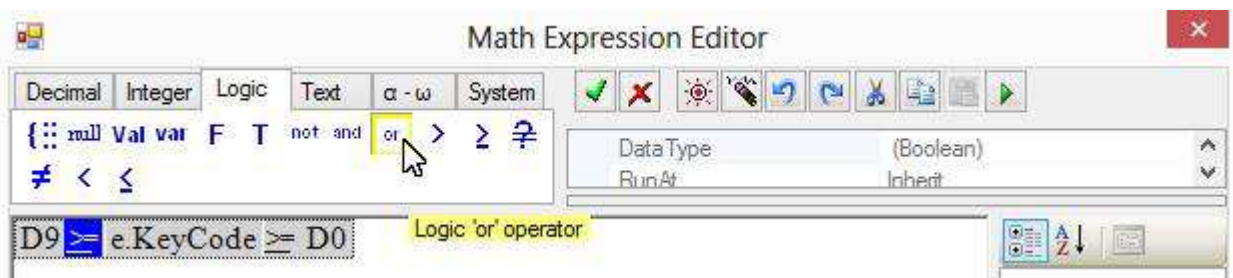 Math Expression Editor
Decimal Integer Logic Text α - ω System
null Val var F T not and or > ≥ =?
≠ < ≤
DataType (Boolean)
RunAt Inherit
D9 >= e.KeyCode >= D0
Logic 'or' operator
A
Z